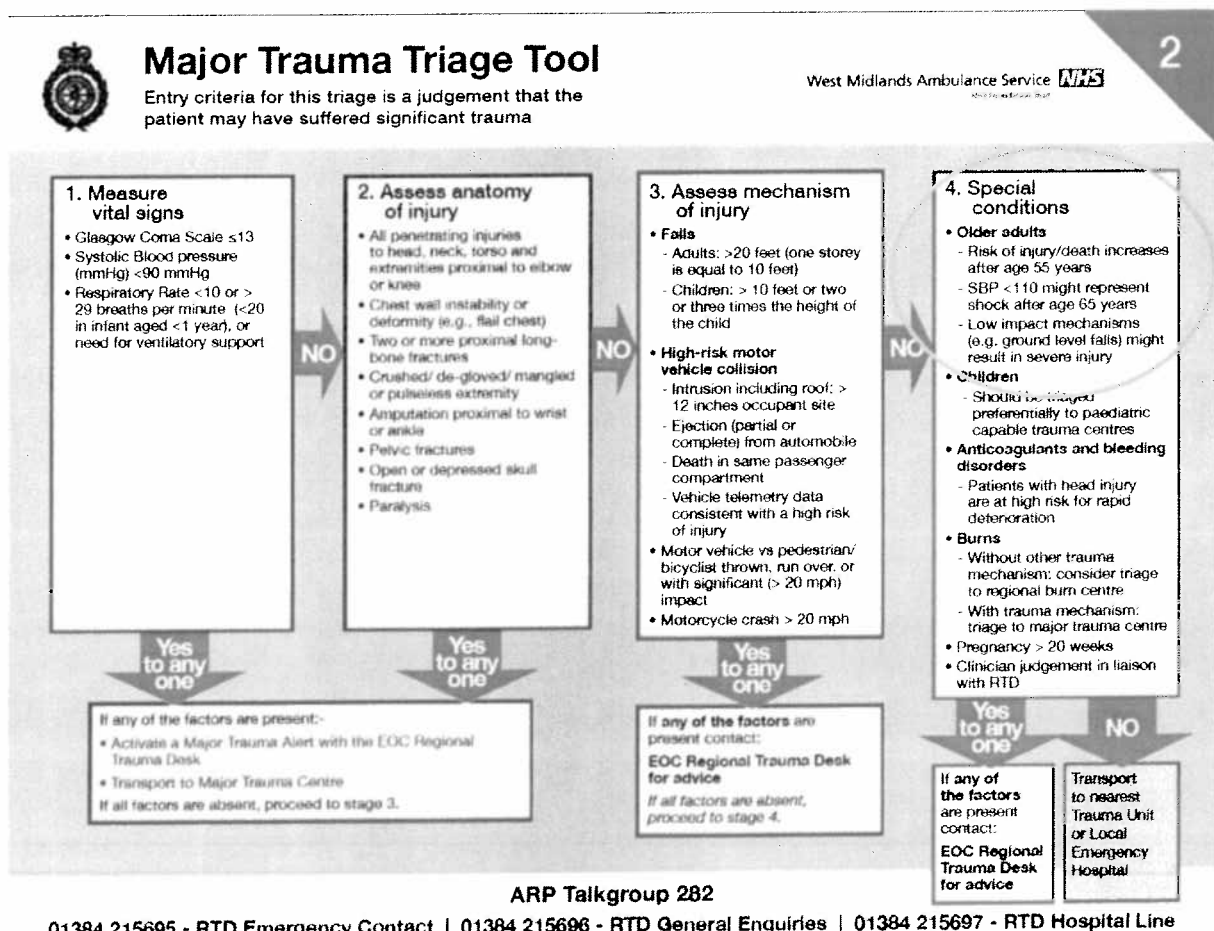 2
Major Trauma Triage Tool
Entry criteria for this triage is a judgement that the
patient may have suffered significant trauma
West Midlands Ambulance Service NHS
1. Measure
vital signs
• Glasgow Coma Scale ≤13
• Systolic Blood pressure
(mmHg) <90 mmHg
• Respiratory Rate <10 or >
29 breaths per minute (<20
in infant aged <1 year), or
need for ventilatory support
NO
Yes
to any
one
2. Assess anatomy
of injury
• All penetrating injuries
to head, neck, torso and
extremities proximal to elbow
or knee
• Chest wall instability or
deformity (e.g., flail chest)
• Two or more proximal long-
bone fractures
• Crushed/ de-gloved/ mangled
or pulseless extremity
• Amputation proximal to wrist
or ankle
• Pelvic fractures
• Open or depressed skull
fracture
• Paralysis
NO
Yes
to any
one
If any of the factors are present:-
• Activate a Major Trauma Alert with the EOC Regional
Trauma Desk
• Transport to Major Trauma Centre
If all factors are absent, proceed to stage 3.
3. Assess mechanism
of injury
• Falls
- Adults: >20 feet (one storey
is equal to 10 feet)
- Children: > 10 feet or two
or three times the height of
the child
• High-risk motor
vehicle collision
- Intrusion including roof: >
12 inches occupant site
- Ejection (partial or
complete) from automobile
- Death in same passenger
compartment
- Vehicle telemetry data
consistent with a high risk
of injury
• Motor vehicle vs pedestrian/
bicyclist thrown, run over, or
with significant (> 20 mph)
impact
• Motorcycle crash > 20 mph
NO
Yes
to any
one
If any of the factors are
present contact:
EOC Regional Trauma Desk
for advice
If all factors are absent,
proceed to stage 4.
4. Special
conditions
• Older adults
- Risk of injury/death increases
after age 55 years
- SBP <110 might represent
shock after age 65 years
- Low impact mechanisms
(e.g. ground level falls) might
result in severe injury
• Children
- Should be triaged
preferentially to paediatric
capable trauma centres
• Anticoagulants and bleeding
disorders
- Patients with head injury
are at high risk for rapid
deterioration
• Burns
- Without other trauma
mechanism: consider triage
to regional burn centre
- With trauma mechanism:
triage to major trauma centre
• Pregnancy > 20 weeks
• Clinician judgement in liaison
with RTD
Yes
to any
one
If any of
the factors
are present
contact:
EOC Regional
Trauma Desk
for advice
NO
Transport
to nearest
Trauma Unit
or Local
Emergency
Hospital
ARP Talkgroup 282
01384 215695 - RTD Emergency Contact | 01384 215696 - RTD General Enquiries | 01384 215697 - RTD Hospital Line